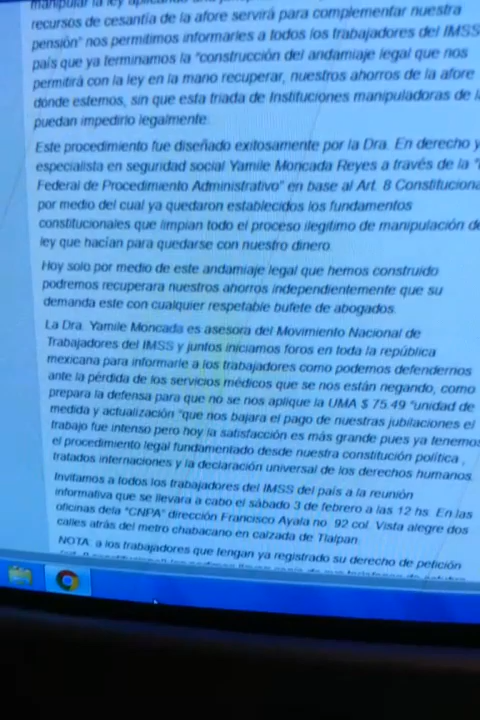 manipular la ley
recursos de cesantía de la afore servirá para complementar nuestra
pensión" nos permitimos informarles a todos los trabajadores del IMSS
país que ya terminamos la "construcción del andamiaje legal que nos
permitirá con la ley en la mano recuperar, nuestros ahorros de la afore
donde estemos, sin que esta triada de Instituciones manipuladoras de l
puedan impedirlo legalmente.
Este procedimiento fue diseñado exitosamente por la Dra. En derecho y
especialista en seguridad social Yamile Moncada Reyes a través de la "
Federal de Procedimiento Administrativo" en base al Art. 8 Constituciona
por medio del cual ya quedaron establecidos los fundamentos
constitucionales que limpian todo el proceso ilegitimo de manipulación de
ley que hacían para quedarse con nuestro dinero.
Hoy solo por medio de este andamiaje legal que hemos construido
podremos recuperara nuestros ahorros independientemente que su
demanda este con cualquier respetable bufete de abogados.
La Dra. Yamile Moncada es asesora del Movimiento Nacional de
Trabajadores del IMSS y juntos iniciamos foros en toda la república
mexicana para informarle a los trabajadores como podemos defendernos
ante la pérdida de los servicios médicos que se nos están negando, como
prepara la defensa para que no se nos aplique la UMA $ 75.49 "unidad de
medida y actualización "que nos bajara el pago de nuestras jubilaciones el
trabajo fue intenso pero hoy la satisfacción es más grande pues ya tenemos
el procedimiento legal fundamentado desde nuestra constitución política ,
tratados internaciones y la declaración universal de los derechos humanos.
Invitamos a todos los trabajadores del IMSS del país a la reunión
informativa que se llevara a cabo el sábado 3 de febrero a las 12 hs. En las
oficinas dela "CNPA" dirección Francisco Ayala no. 92 col. Vista alegre dos
calles atrás del metro chabacano en calzada de Tlalpan.
NOTA: a los trabajadores que tengan ya registrado su derecho de petición